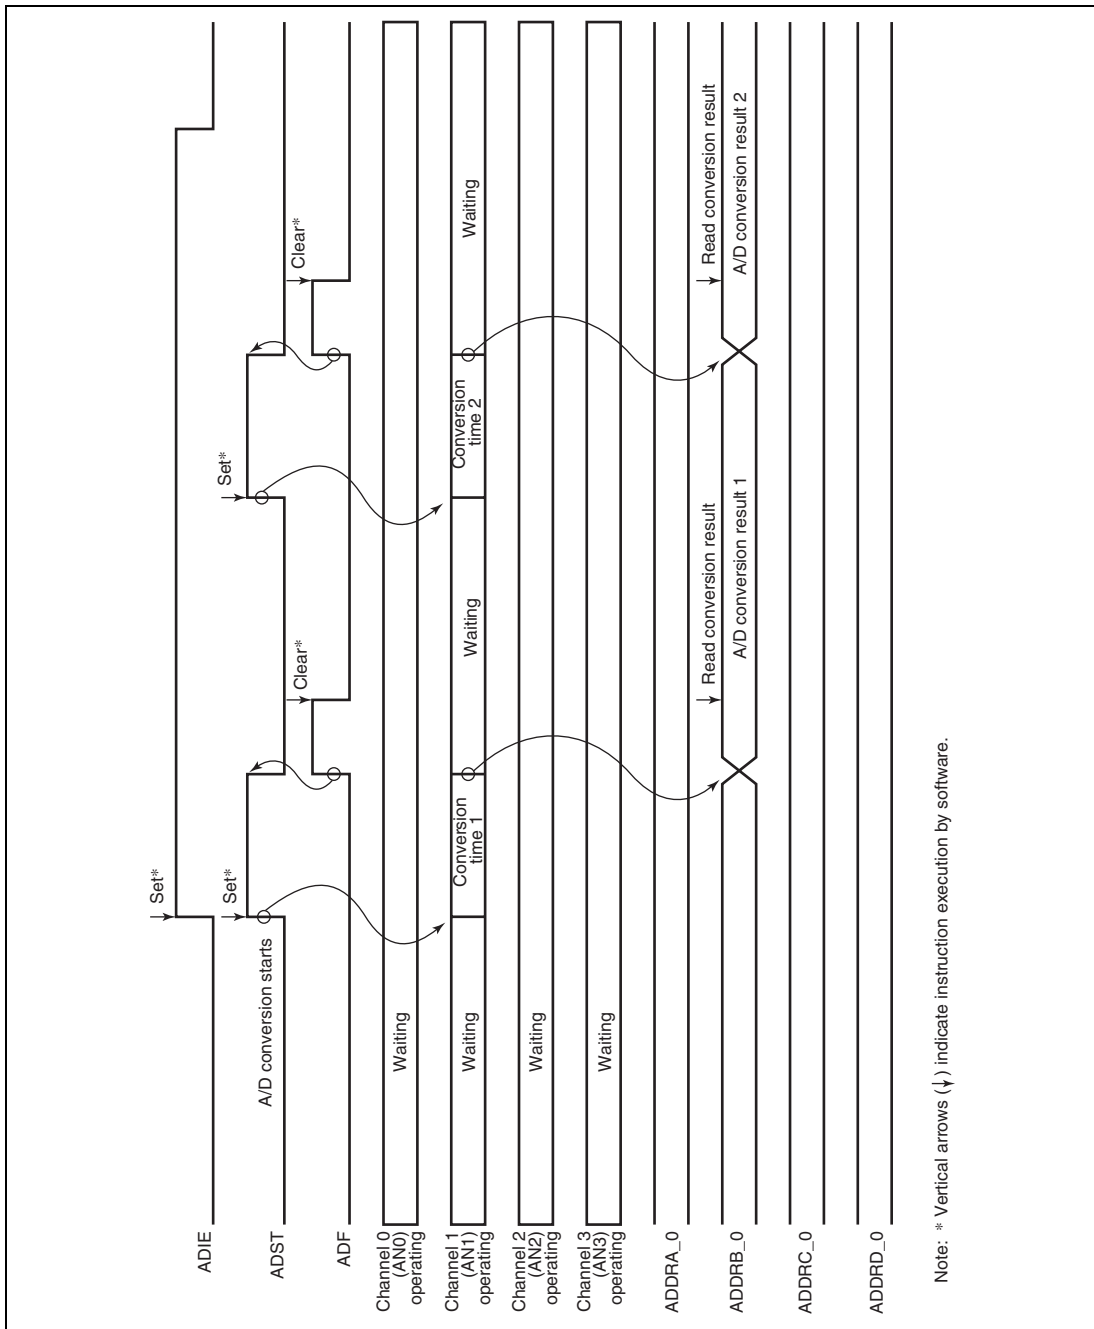 ADIE
Set*
ADST
A/D conversion starts
Set*
Set*
ADF
Clear*
Clear*
Channel 0
(AN0)
operating
Waiting
Channel 1
(AN1)
operating
Waiting
Conversion
time 1
Waiting
Conversion
time 2
Waiting
Channel 2
(AN2)
operating
Waiting
Channel 3
(AN3)
operating
Waiting
ADDRA_0
Read conversion result
Read conversion result
ADDRB_0
A/D conversion result 1
A/D conversion result 2
ADDRC_0
ADDRD_0
Note: * Vertical arrows (↓) indicate instruction execution by software.